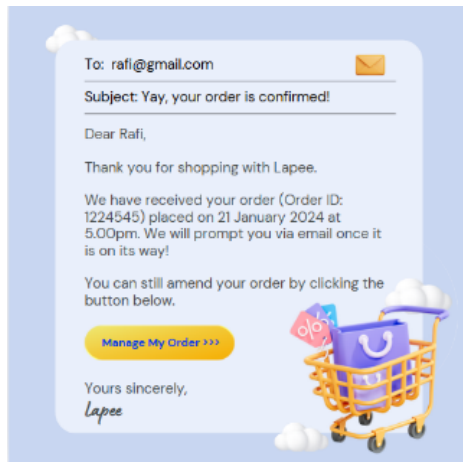 To: rafi@gmail.com
Subject: Yay, your order is confirmed!
Dear Rafi,
Thank you for shopping with Lapee.
We have received your order (Order ID:
1224545) placed on 21 January 2024 at
5.00pm. We will prompt you via email once it
is on its way!
You can still amend your order by clicking the
button below.
Manage My Order >>>
Yours sincerely,
Lapee
%